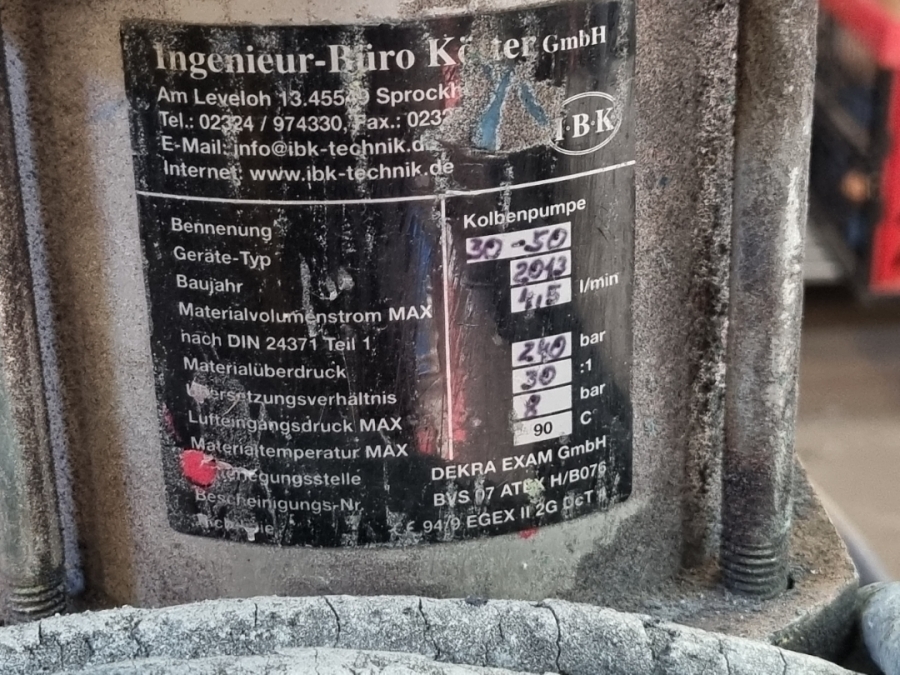 Ingenieur-Büro GmbH
Am Leveloh 13.45549
Tel.: 02324 / 974330, Fax.:
I·B·K
E-Mail: info@ibk-technik.de
Internet: www.ibk-technik.de
Bennenung Kolbenpumpe
Geräte-Typ 30-50
Baujahr 2013
Materialvolumenstrom MAX 4,5 l/min
nach DIN 24371 Teil 1
Materialüberdruck 240 bar
Übersetzungsverhältnis 30 :1
Lufteingangsdruck MAX 8 bar
Materialtemperatur MAX 90 C
DEKRA EXAM GmbH
Bescheinigungs-Nr. BVS 07 ATEX H/B076
94/9 EGEX II 2G DcT